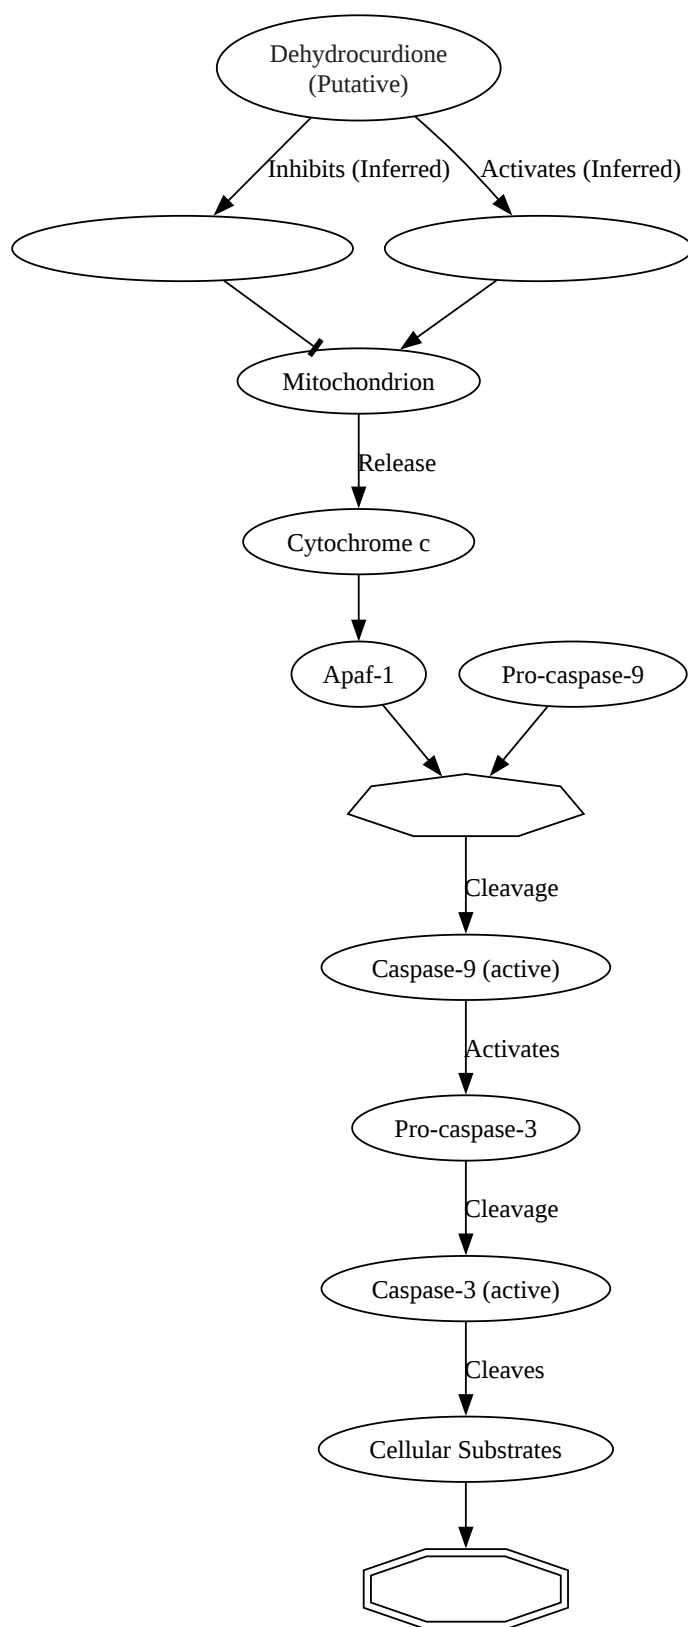 Dehydrocurdione
(Putative)
Inhibits (Inferred)
Activates (Inferred)
Mitochondrion
Release
Cytochrome c
Apaf-1
Pro-caspase-9
Cleavage
Caspase-9 (active)
Activates
Pro-caspase-3
Cleavage
Caspase-3 (active)
Cleaves
Cellular Substrates